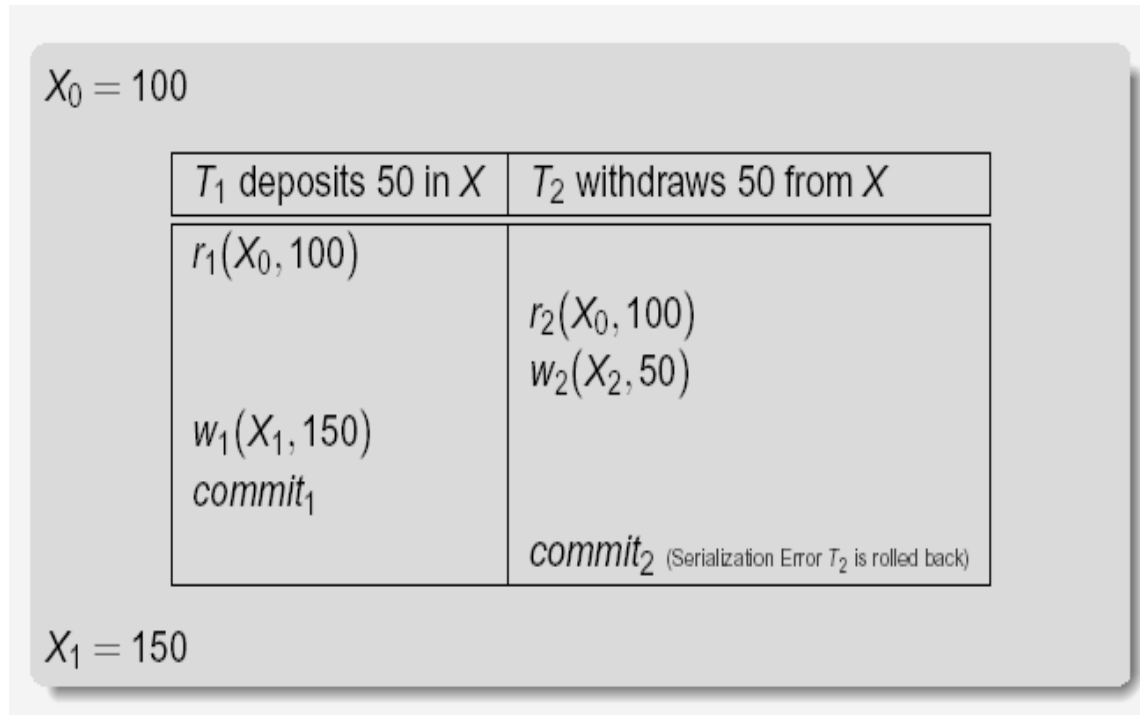 X₀ = 100
T₁ deposits 50 in X T₂ withdraws 50 from X
r₁(X₀, 100)
r₂(X₀, 100)
w₂(X₂, 50)
w₁(X₁, 150)
commit₁
commit₂ (Serialization Error T₂ is rolled back)
X₁ = 150